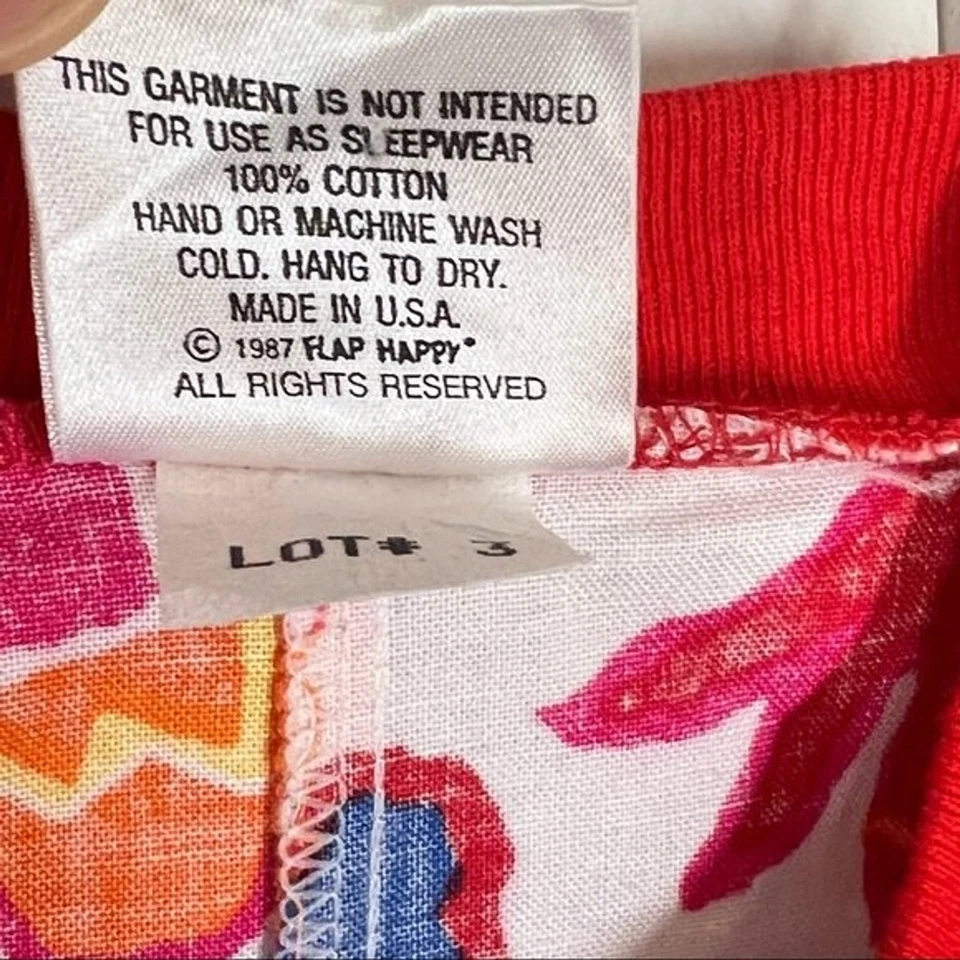 THIS GARMENT IS NOT INTENDED
FOR USE AS SLEEPWEAR
100% COTTON
HAND OR MACHINE WASH
COLD. HANG TO DRY.
MADE IN U.S.A.
© 1987 FLAP HAPPY®
ALL RIGHTS RESERVED
LOT# 3